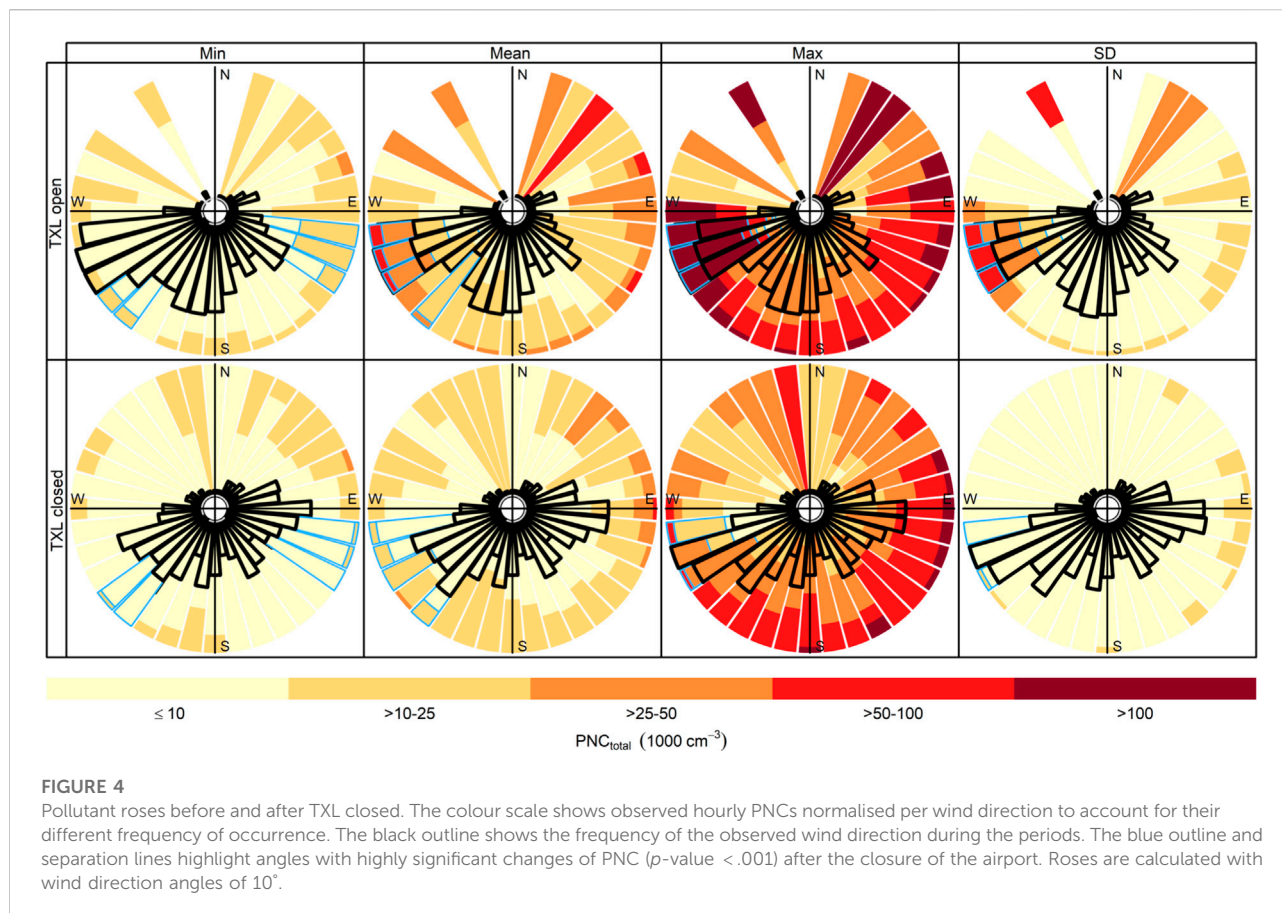 Min Mean Max SD
TXL open
N N N N
W E W E W E W E
S S S S
TXL closed
N N N N
W E W E W E W E
S S S S
≤ 10 >10-25 >25-50 >50-100 >100
PNCtotal (1000 cm⁻³)
FIGURE 4
Pollutant roses before and after TXL closed. The colour scale shows observed hourly PNCs normalised per wind direction to account for their
different frequency of occurrence. The black outline shows the frequency of the observed wind direction during the periods. The blue outline and
separation lines highlight angles with highly significant changes of PNC (p-value < .001) after the closure of the airport. Roses are calculated with
wind direction angles of 10°.